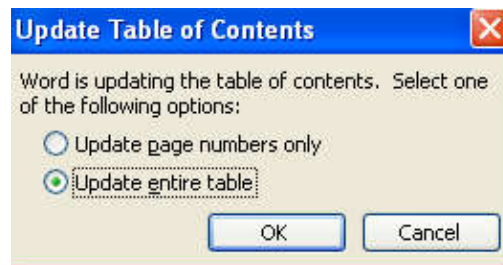 Update Table of Contents
Word is updating the table of contents. Select one
of the following options:
Update page numbers only
Update entire table
OK Cancel